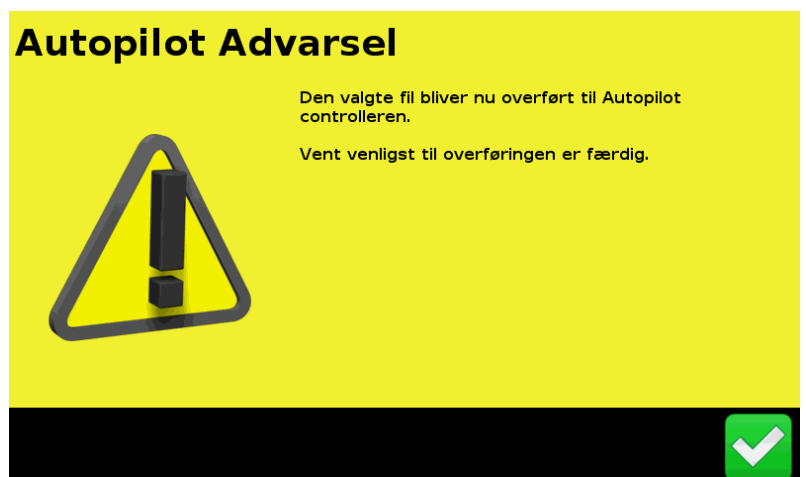 Autopilot Advarsel
Den valgte fil bliver nu overført til Autopilot
controlleren.
Vent venligst til overføringen er færdig.